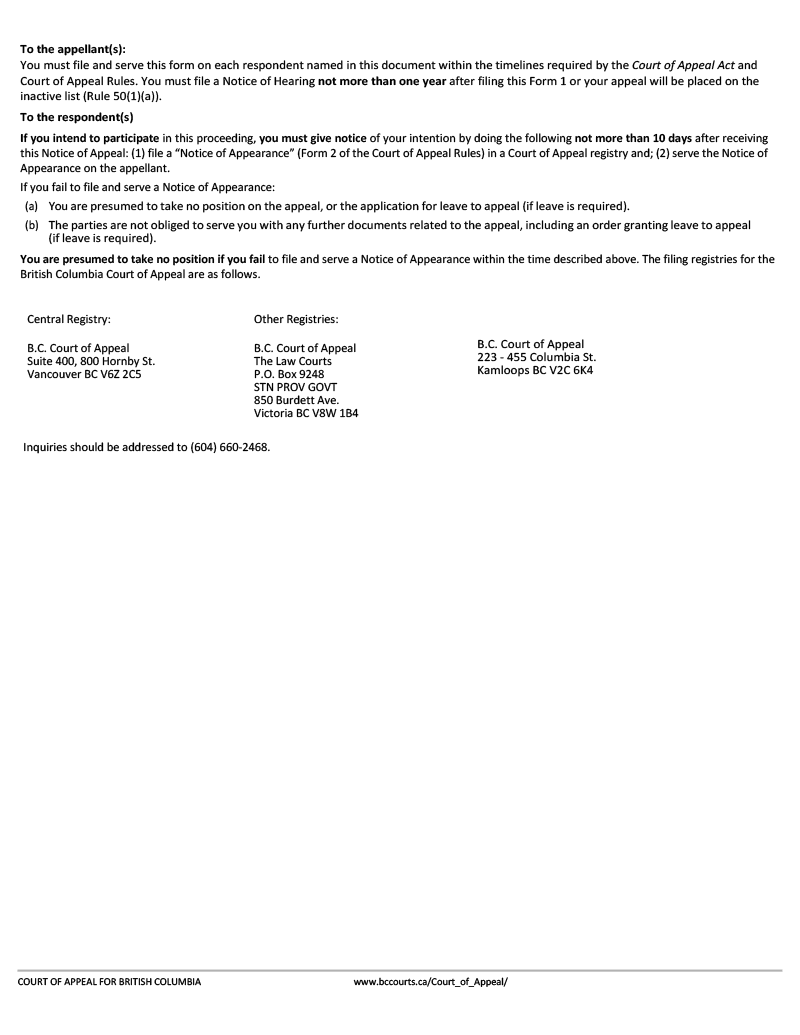 To the appellant(s):
You must file and serve this form on each respondent named in this document within the timelines required by the Court of Appeal Act and
Court of Appeal Rules. You must file a Notice of Hearing not more than one year after filing this Form 1 or your appeal will be placed on the
inactive list (Rule 50(1)(a)).
To the respondent(s)
If you intend to participate in this proceeding, you must give notice of your intention by doing the following not more than 10 days after receiving
this Notice of Appeal: (1) file a “Notice of Appearance” (Form 2 of the Court of Appeal Rules) in a Court of Appeal registry and; (2) serve the Notice of
Appearance on the appellant.
If you fail to file and serve a Notice of Appearance:
(a) You are presumed to take no position on the appeal, or the application for leave to appeal (if leave is required).
(b) The parties are not obliged to serve you with any further documents related to the appeal, including an order granting leave to appeal
(if leave is required).
You are presumed to take no position if you fail to file and serve a Notice of Appearance within the time described above. The filing registries for the
British Columbia Court of Appeal are as follows.
Central Registry:
B.C. Court of Appeal
Suite 400, 800 Hornby St.
Vancouver BC V6Z 2C5
Other Registries:
B.C. Court of Appeal
The Law Courts
P.O. Box 9248
STN PROV GOVT
850 Burdett Ave.
Victoria BC V8W 1B4
B.C. Court of Appeal
223 - 455 Columbia St.
Kamloops BC V2C 6K4
Inquiries should be addressed to (604) 660-2468.
COURT OF APPEAL FOR BRITISH COLUMBIA
www.bccourts.ca/Court_of_Appeal/